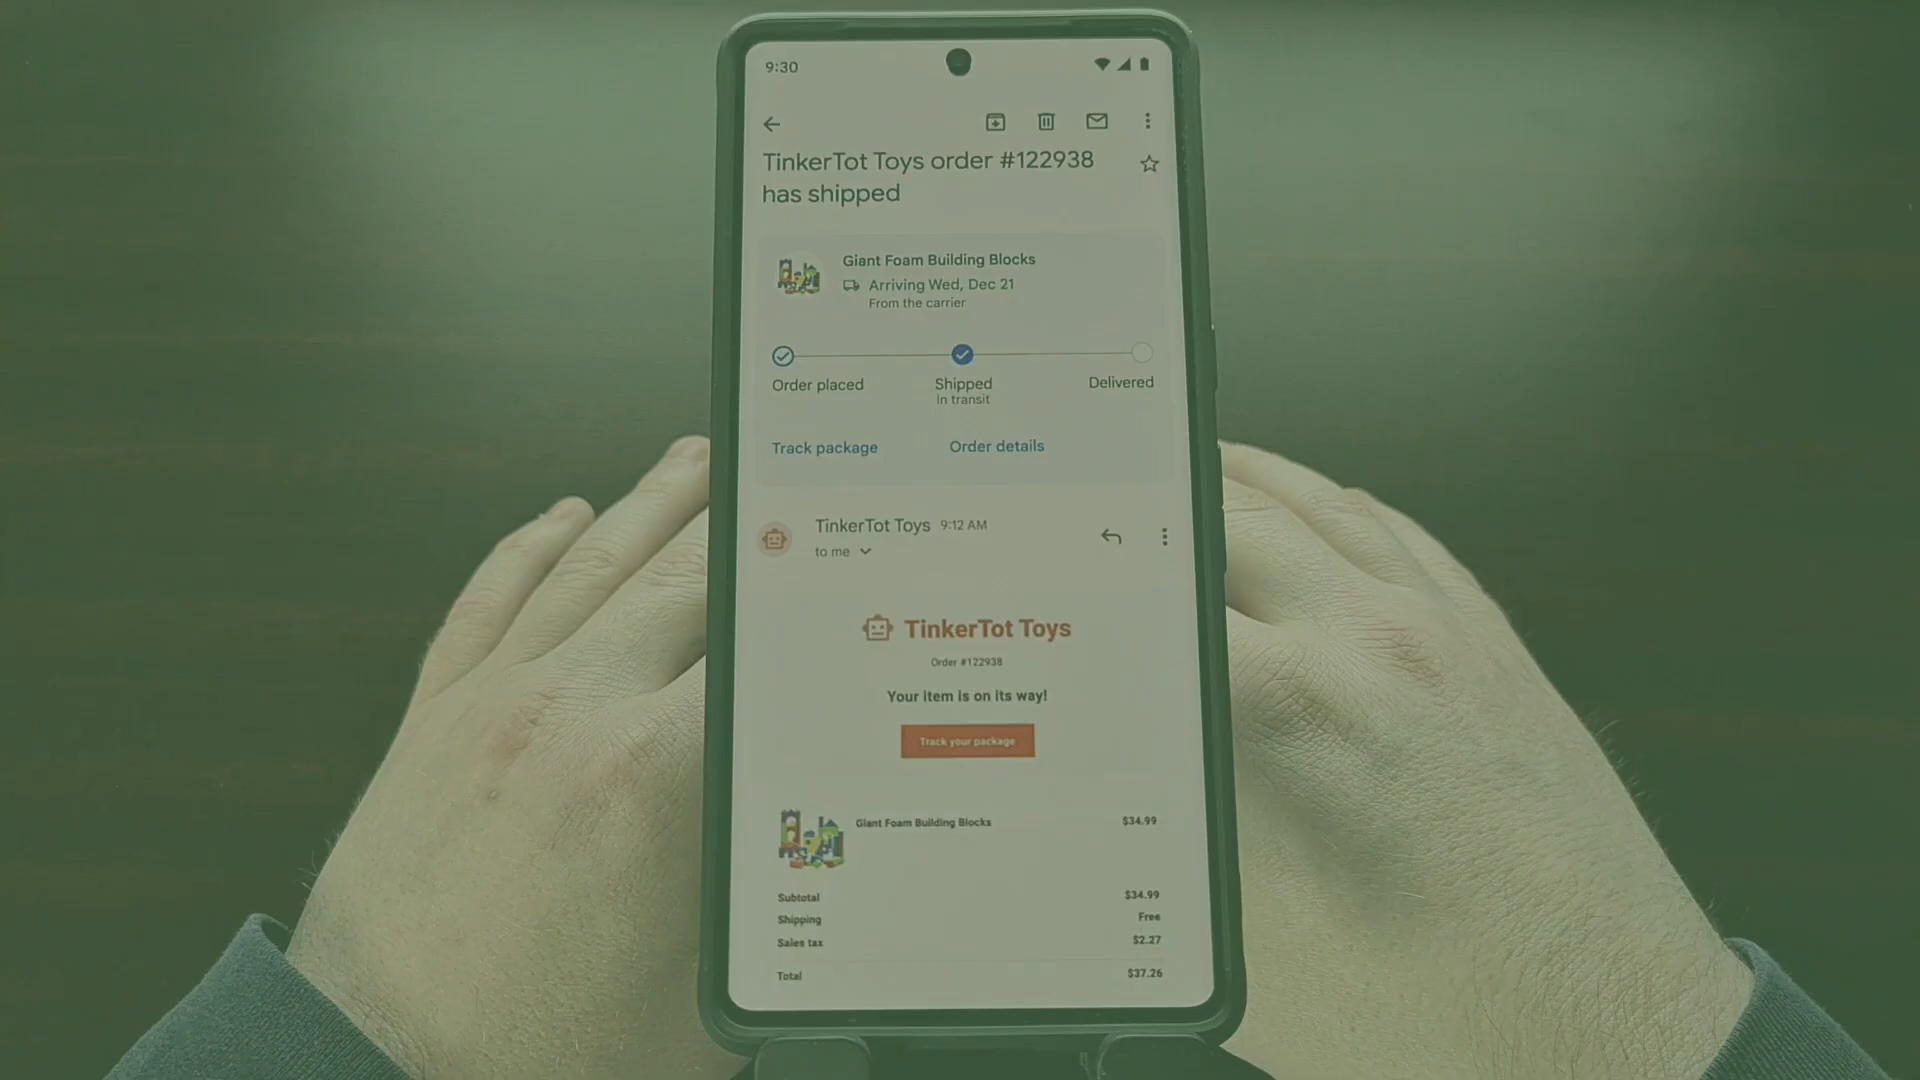 9:30
TinkerTot Toys order #122938
has shipped
Giant Foam Building Blocks
Arriving Wed, Dec 21
From the carrier
Order placed
Shipped
Delivered
In transit
Track package
Order details
TinkerTot Toys 9:12 AM
to me
TinkerTot Toys
Order #122938
Your item is on its way!
Track your package
Giant Foam Building Blocks $34.99
Subtotal $34.99
Shipping Free
Sales tax $2.27
Total $37.26